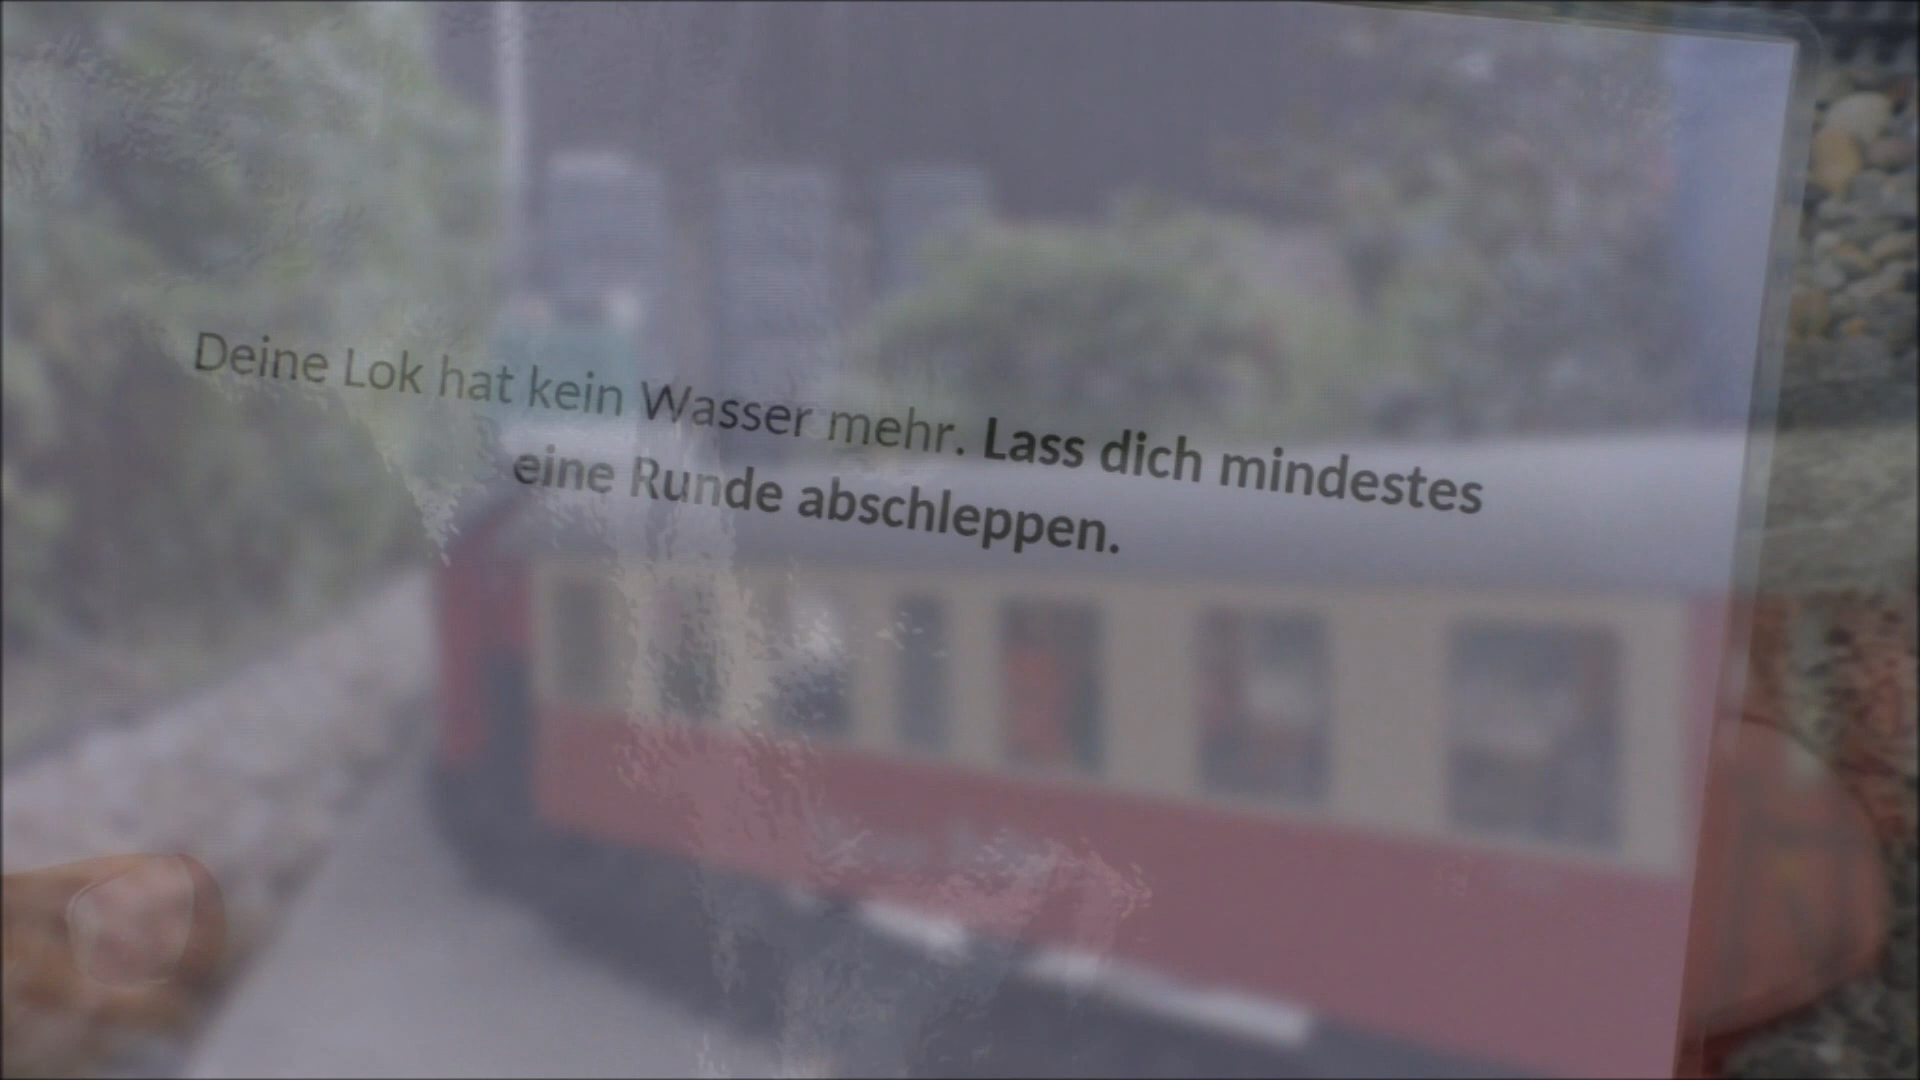 Deine Lok hat kein Wasser mehr. Lass dich mindestes
eine Runde abschleppen.